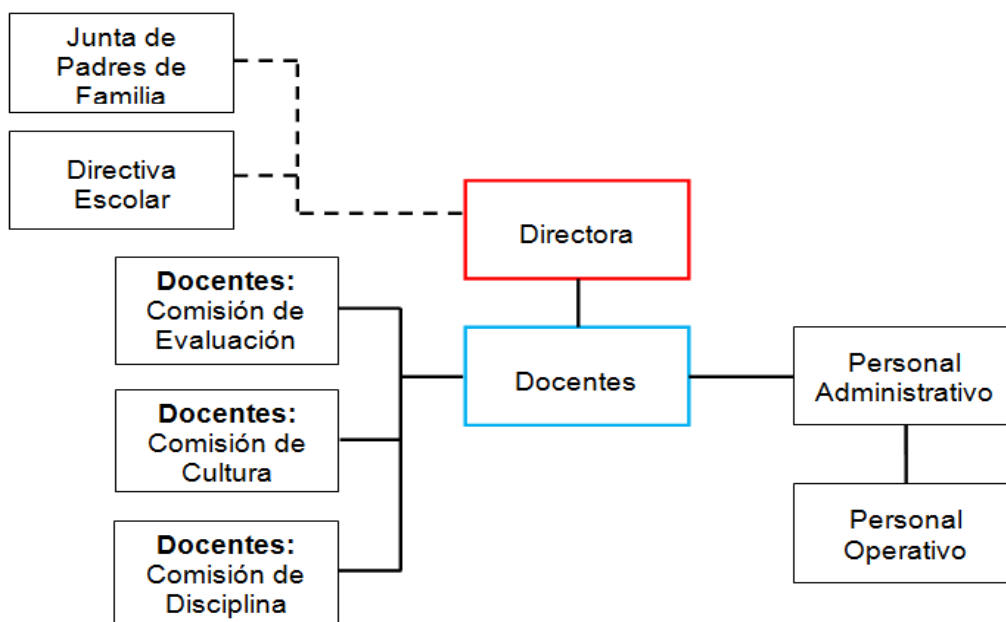 Junta de
Padres de
Familia
Directiva
Escolar
Directora
Docentes:
Comisión de
Evaluación
Docentes
Personal
Administrativo
Docentes:
Comisión de
Cultura
Personal
Operativo
Docentes:
Comisión de
Disciplina